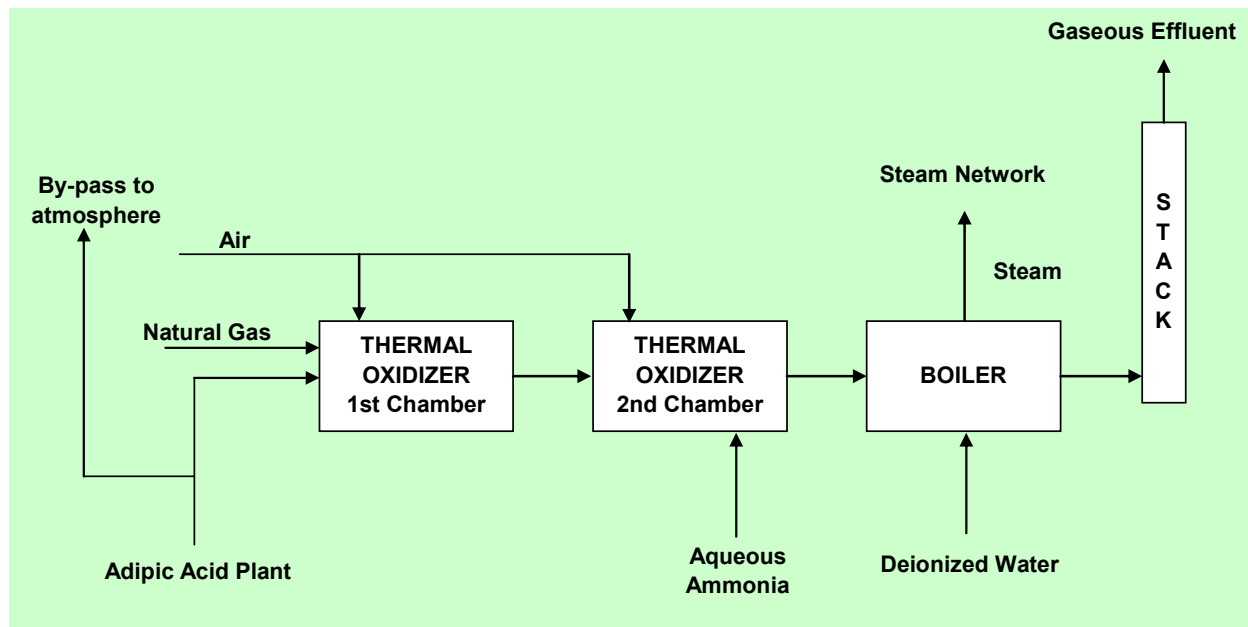 Gaseous Effluent
By-pass to
atmosphere
Steam Network
S
T
A
C
K
Air
Steam
Natural Gas
THERMAL
OXIDIZER
1st Chamber
THERMAL
OXIDIZER
2nd Chamber
BOILER
Adipic Acid Plant
Aqueous
Ammonia
Deionized Water